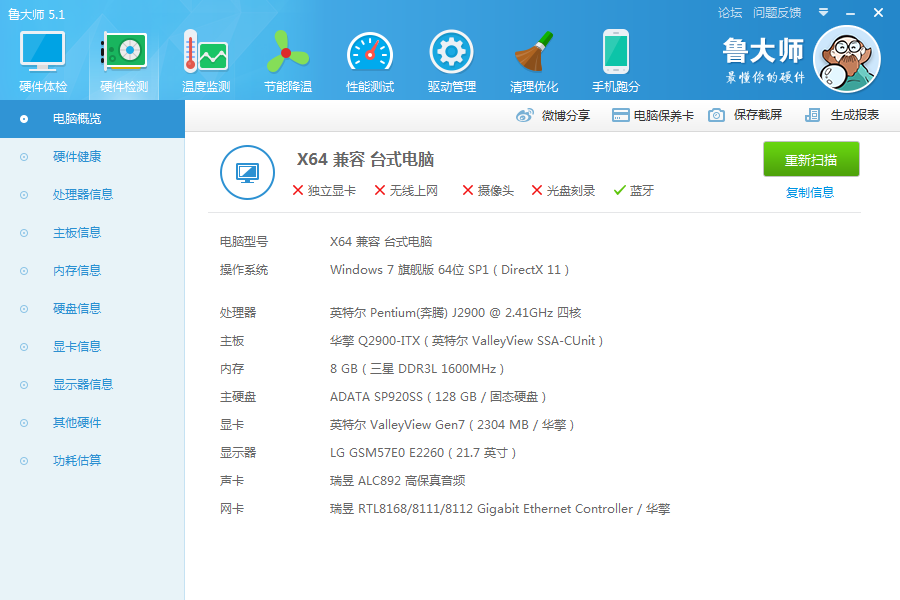 鲁大师 5.1
论坛 问题反馈
硬件体检 硬件检测 温度监测 节能降温 性能测试 驱动管理 清理优化 手机跑分
鲁大师
最懂你的硬件
微博分享 电脑保养卡 保存截屏 生成报表
电脑概览
硬件健康
处理器信息
主板信息
内存信息
硬盘信息
显卡信息
显示器信息
其他硬件
功耗估算
X64 兼容 台式电脑
独立显卡 无线上网 摄像头 光盘刻录 蓝牙
重新扫描
复制信息
电脑型号 X64 兼容 台式电脑
操作系统 Windows 7 旗舰版 64位 SP1 ( DirectX 11 )
处理器 英特尔 Pentium(奔腾) J2900 @ 2.41GHz 四核
主板 华擎 Q2900-ITX ( 英特尔 ValleyView SSA-CUnit )
内存 8 GB ( 三星 DDR3L 1600MHz )
主硬盘 ADATA SP920SS ( 128 GB / 固态硬盘 )
显卡 英特尔 ValleyView Gen7 ( 2304 MB / 华擎 )
显示器 LG GSM57E0 E2260 ( 21.7 英寸 )
声卡 瑞昱 ALC892 高保真音频
网卡 瑞昱 RTL8168/8111/8112 Gigabit Ethernet Controller / 华擎